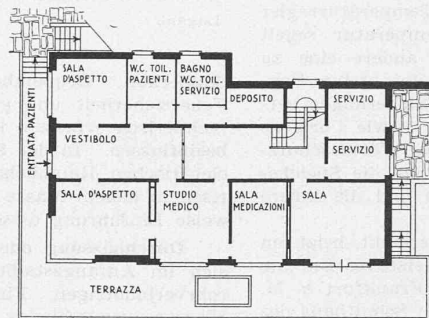 SALA
D'ASPETTO
W.C. TOIL.
PAZIENTI
BAGNO
W.C. TOIL.
SERVIZIO
DEPOSITO
SERVIZIO
ENTRATA PAZIENTI
VESTIBOLO
SERVIZIO
SALA D'ASPETTO
STUDIO
MEDICO
SALA
MEDICAZIONI
SALA
TERRAZZA